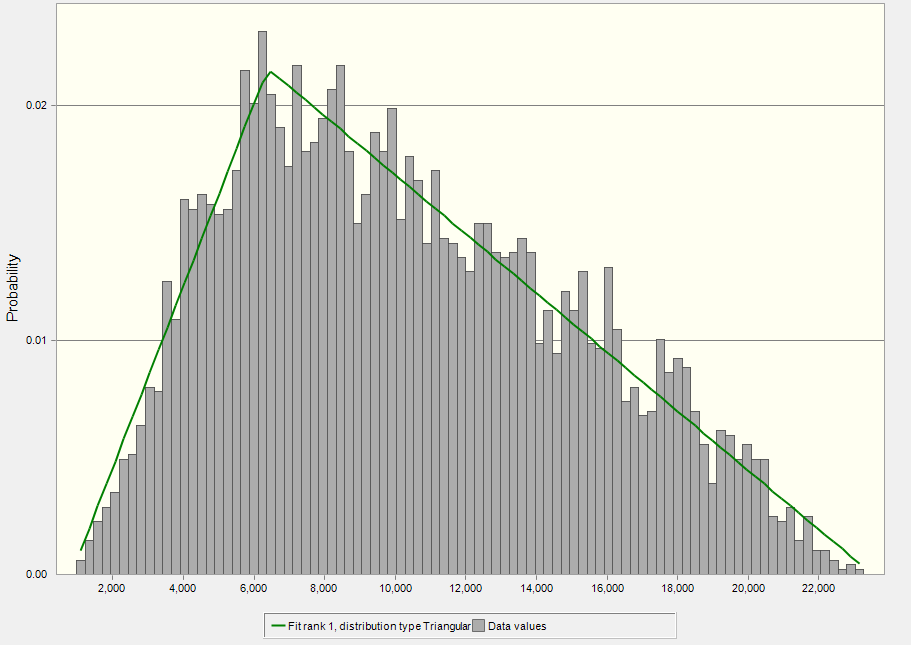 0.02
Probability
0.01
0.00
2,000 4,000 6,000 8,000 10,000 12,000 14,000 16,000 18,000 20,000 22,000
Fit rank 1, distribution type Triangular Data values